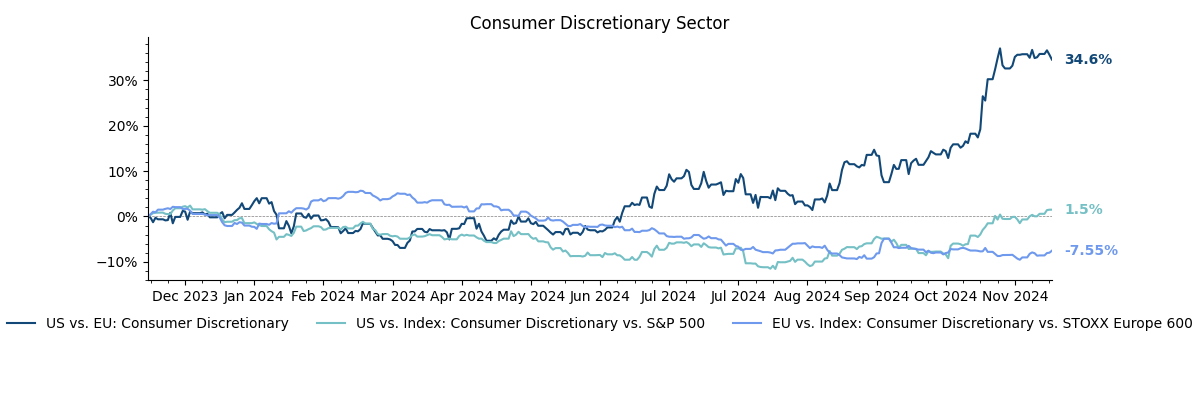 Consumer Discretionary Sector
30%
20%
10%
0%
−10%
34.6%
1.5%
-7.55%
Dec 2023 Jan 2024 Feb 2024 Mar 2024 Apr 2024 May 2024 Jun 2024 Jul 2024 Jul 2024 Aug 2024 Sep 2024 Oct 2024 Nov 2024
US vs. EU: Consumer Discretionary US vs. Index: Consumer Discretionary vs. S&P 500 EU vs. Index: Consumer Discretionary vs. STOXX Europe 600